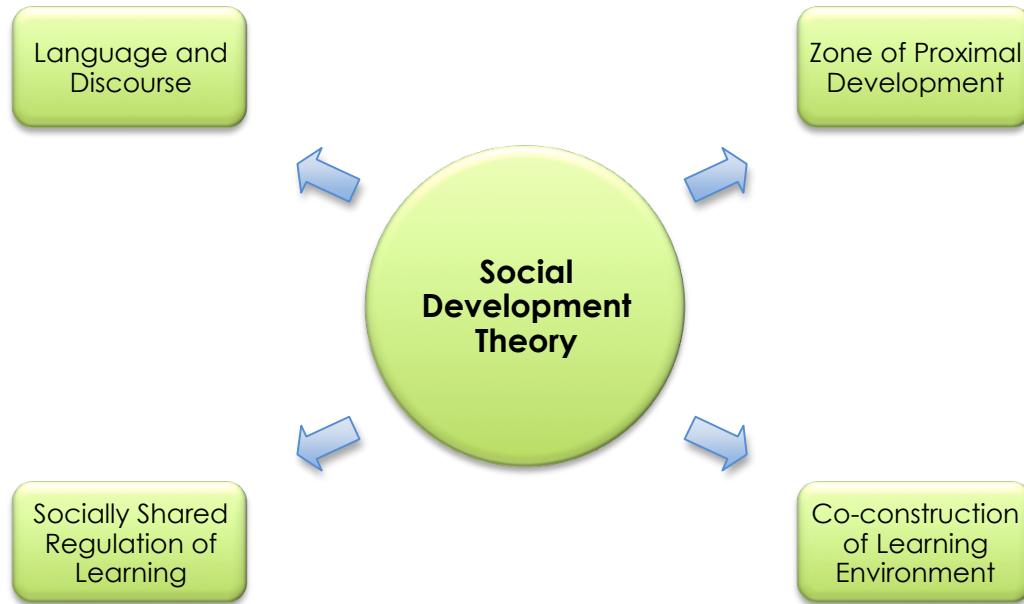 Language and
Discourse
Zone of Proximal
Development
Social
Development
Theory
Socially Shared
Regulation of
Learning
Co-construction
of Learning
Environment